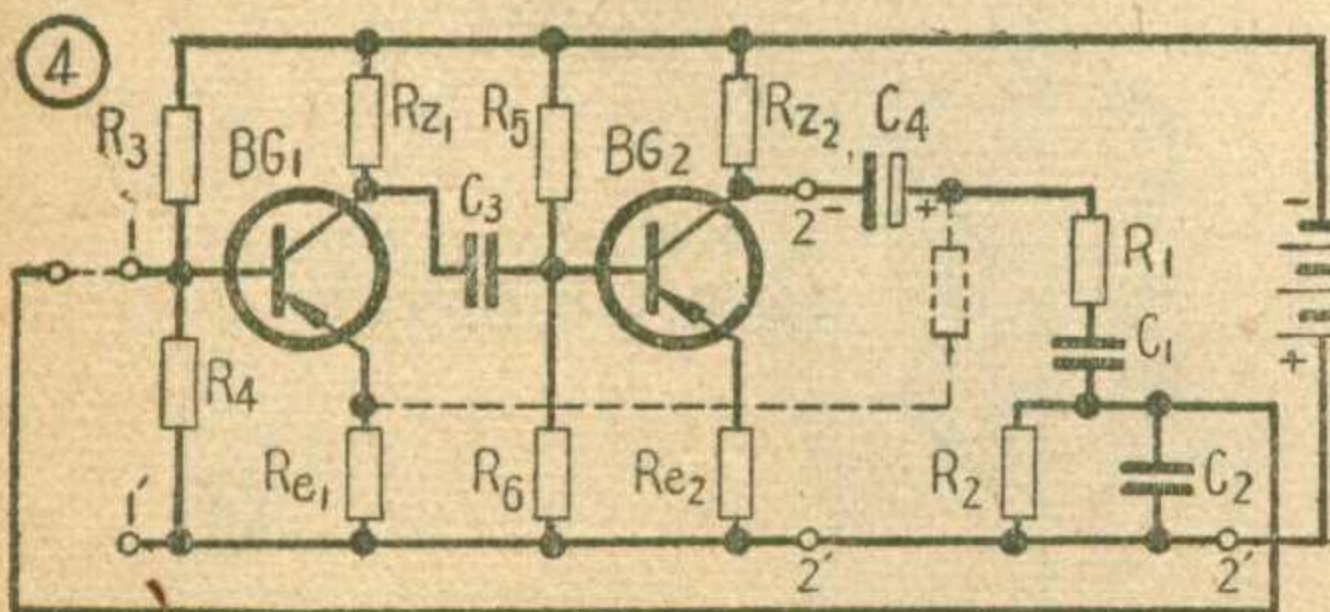 4
R3
1
BG1
Rz1
C3
R5
BG2
Rz2
C4
2
-
+
R1
C1
-
+
R4
1'
Re1
R6
Re2
2'
R2
C2
2'